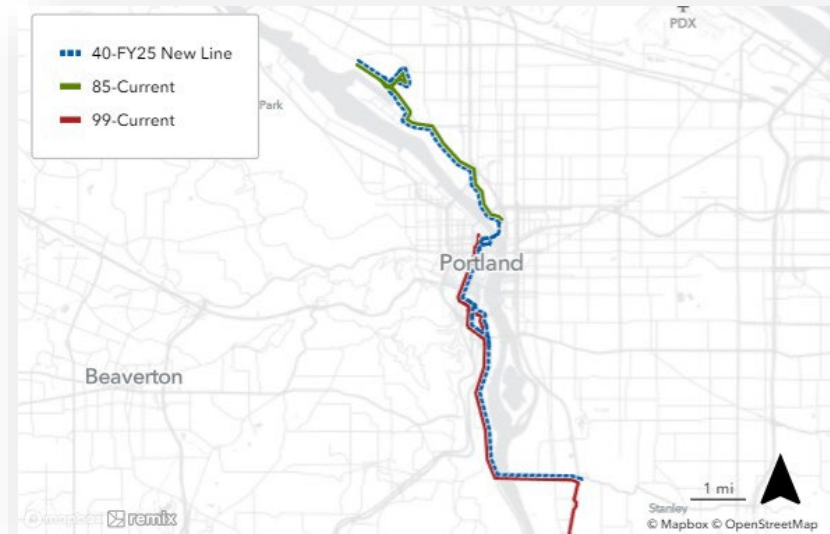 PDX
40-FY25 New Line
85-Current
99-Current
Park
Portland
Beaverton
1 mi
Stanley
mapbox remix
© Mapbox © OpenStreetMap